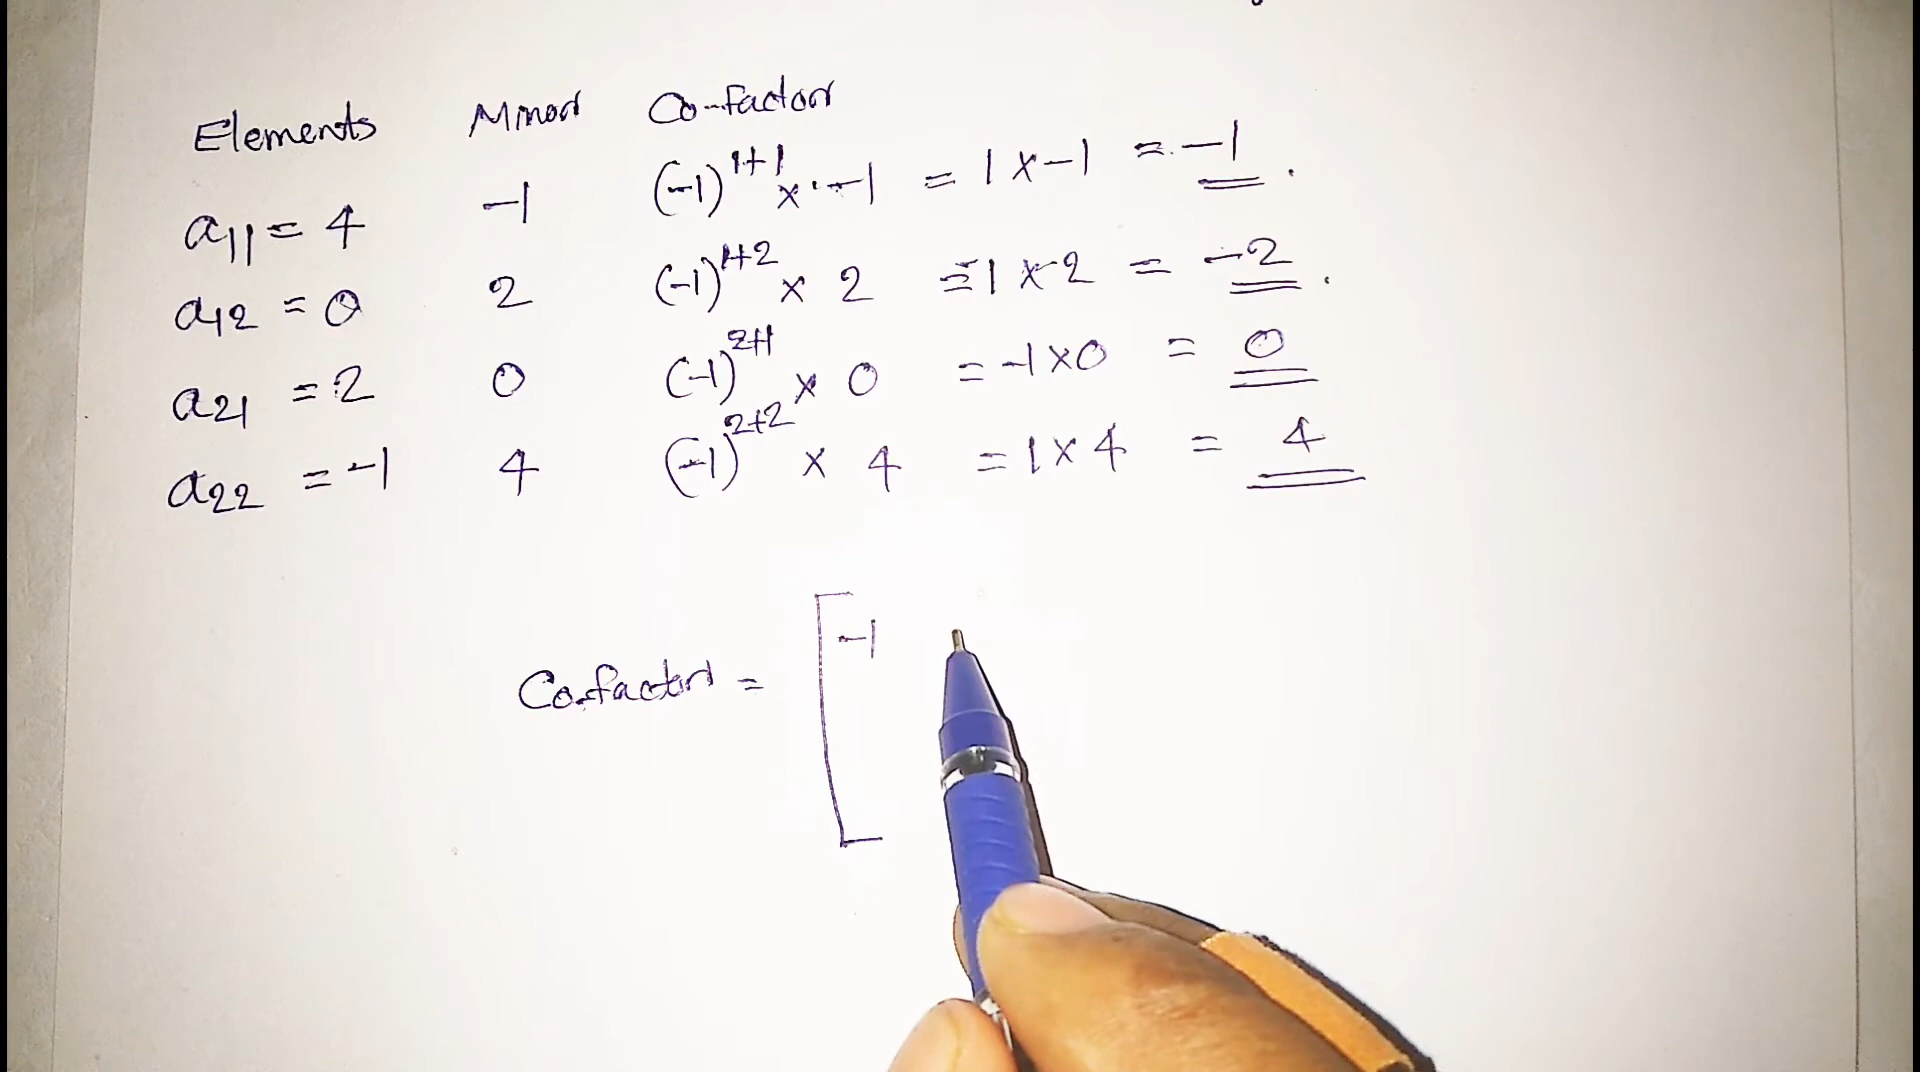 Elements Minor Co-factor
a11 = 4 -1 (-1)^1+1 x -1 = 1 x -1 = -1
a12 = 0 2 (-1)^1+2 x 2 = -1 x 2 = -2
a21 = 2 0 (-1)^2+1 x 0 = -1 x 0 = 0
a22 = -1 4 (-1)^2+2 x 4 = 1 x 4 = 4
Co-factor = [ -1